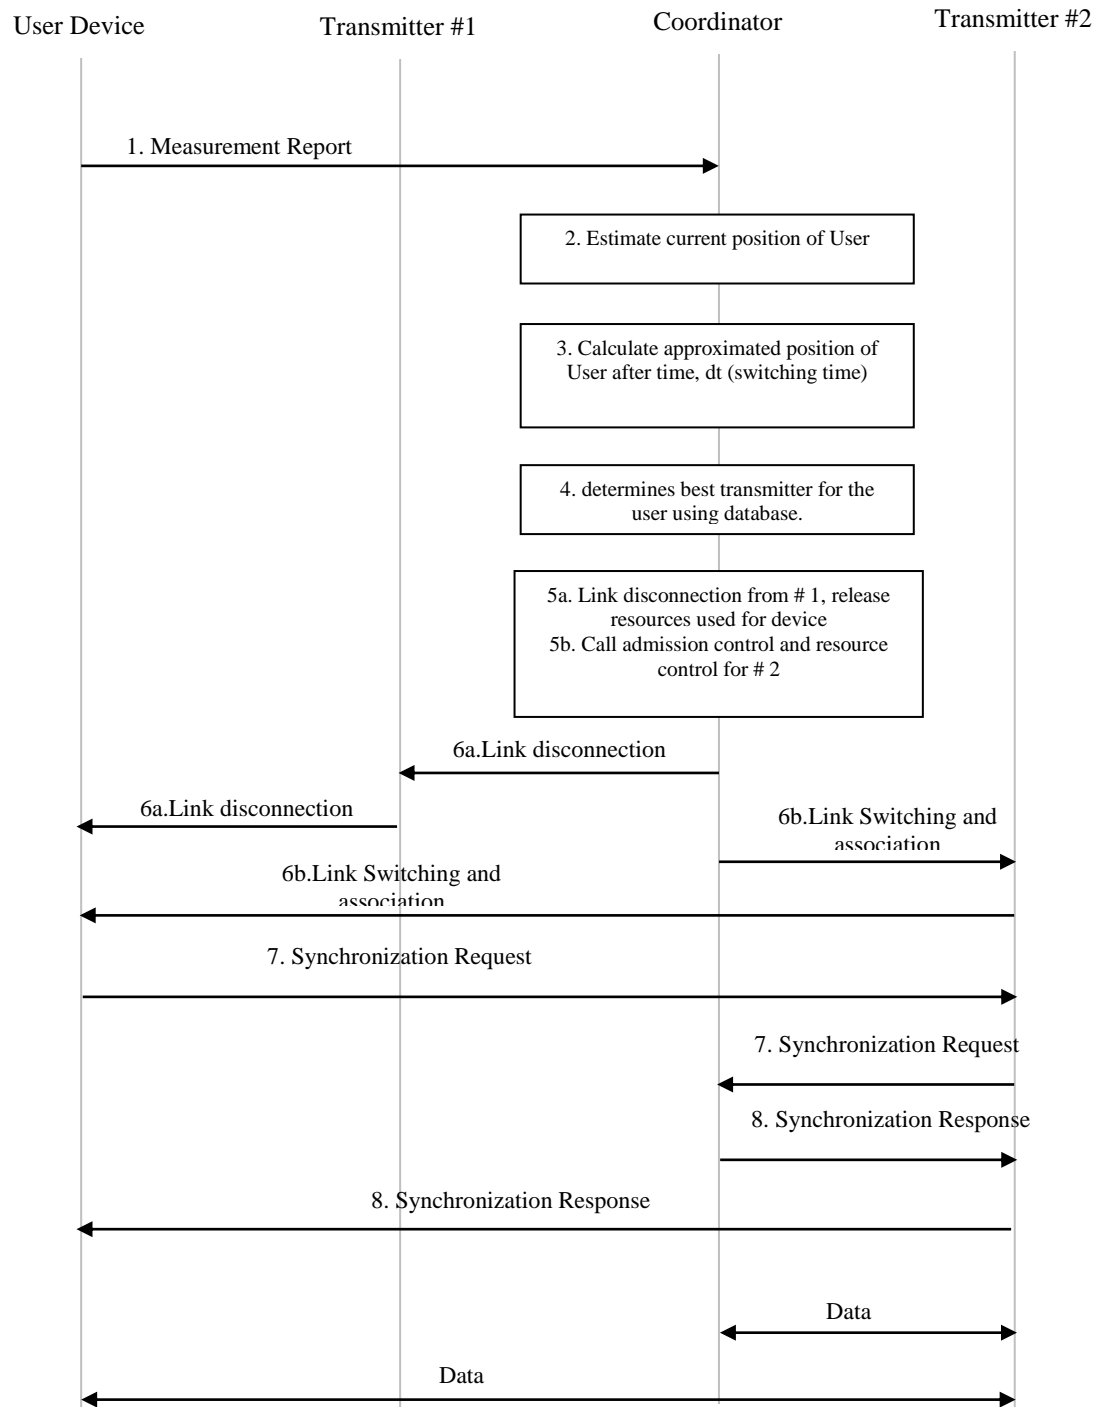 User Device
Transmitter #1
Coordinator
Transmitter #2
1. Measurement Report
2. Estimate current position of User
3. Calculate approximated position of
User after time, dt (switching time)
4. determines best transmitter for the
user using database.
5a. Link disconnection from # 1, release
resources used for device
5b. Call admission control and resource
control for # 2
6a.Link disconnection
6a.Link disconnection
6b.Link Switching and
association
6b.Link Switching and
association
7. Synchronization Request
7. Synchronization Request
8. Synchronization Response
8. Synchronization Response
Data
Data